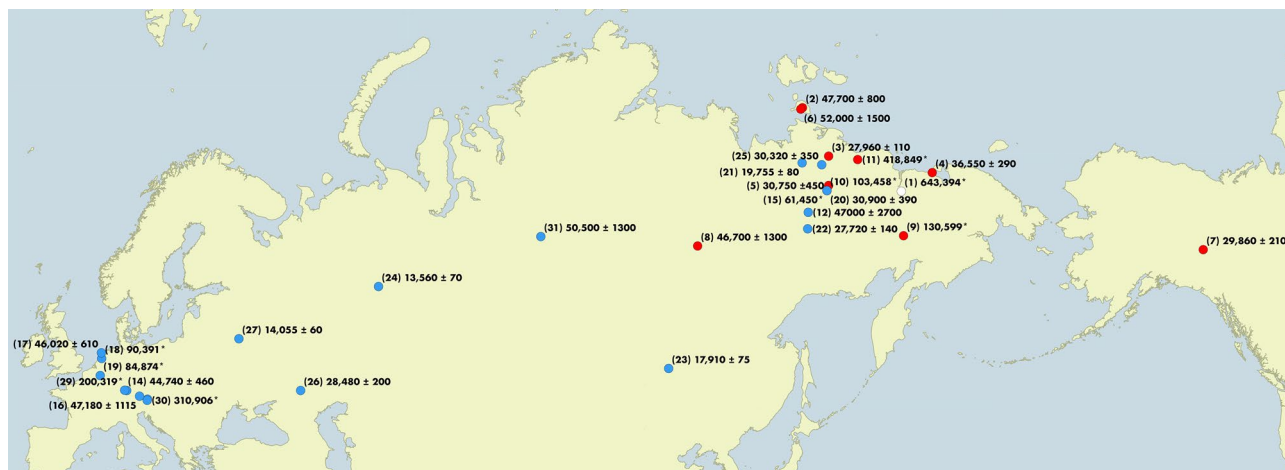 (2) 47,700 ± 800
(6) 52,000 ± 1500
(3) 27,960 ± 110
(25) 30,320 ± 350
(11) 418,849*
(4) 36,550 ± 290
(21) 19,755 ± 80
(5) 30,750 ±450
(10) 103,458*
(1) 643,394*
(15) 61,450*
(20) 30,900 ± 390
(12) 47000 ± 2700
(31) 50,500 ± 1300
(8) 46,700 ± 1300
(22) 27,720 ± 140
(9) 130,599*
(7) 29,860 ± 210
(24) 13,560 ± 70
(27) 14,055 ± 60
(17) 46,020 ± 610
(18) 90,391*
(19) 84,874*
(23) 17,910 ± 75
(29) 200,319*
(14) 44,740 ± 460
(26) 28,480 ± 200
(16) 47,180 ± 1115
(30) 310,906*